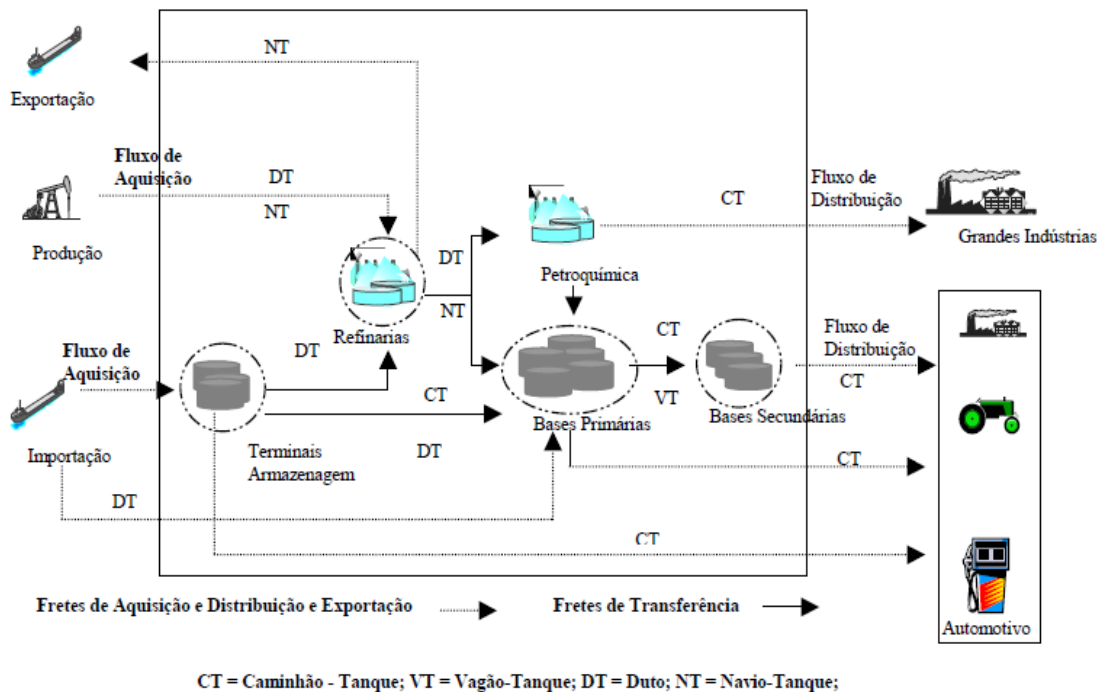 NT
Exportação
Fluxo de
Aquisição
DT
NT
Produção
CT
Fluxo de
Distribuição
Grandes Indústrias
DT
NT
Petroquímica
Refinarias
Fluxo de
Aquisição
DT
CT
VT
Fluxo de
Distribuição
CT
CT
DT
Bases Primárias
Bases Secundárias
Importação
Terminais
Armazenagem
CT
DT
CT
Fretes de Aquisição e Distribuição e Exportação
Fretes de Transferência
Automotivo
CT = Caminhão - Tanque; VT = Vagão-Tanque; DT = Duto; NT = Navio-Tanque;